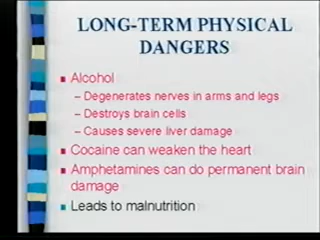 LONG-TERM PHYSICAL
DANGERS
Alcohol
– Degenerates nerves in arms and legs
– Destroys brain cells
– Causes severe liver damage
Cocaine can weaken the heart
Amphetamines can do permanent brain
damage
Leads to malnutrition